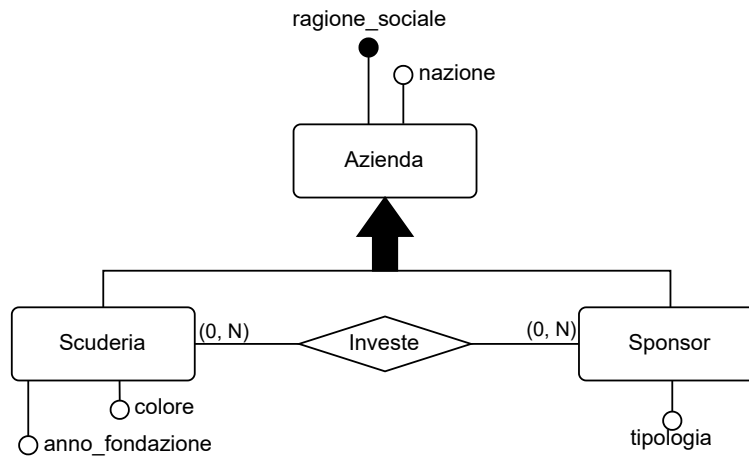 ragione_sociale
nazione
Azienda
Scuderia
(0, N)
Investe
(0, N)
Sponsor
colore
anno_fondazione
tipologia